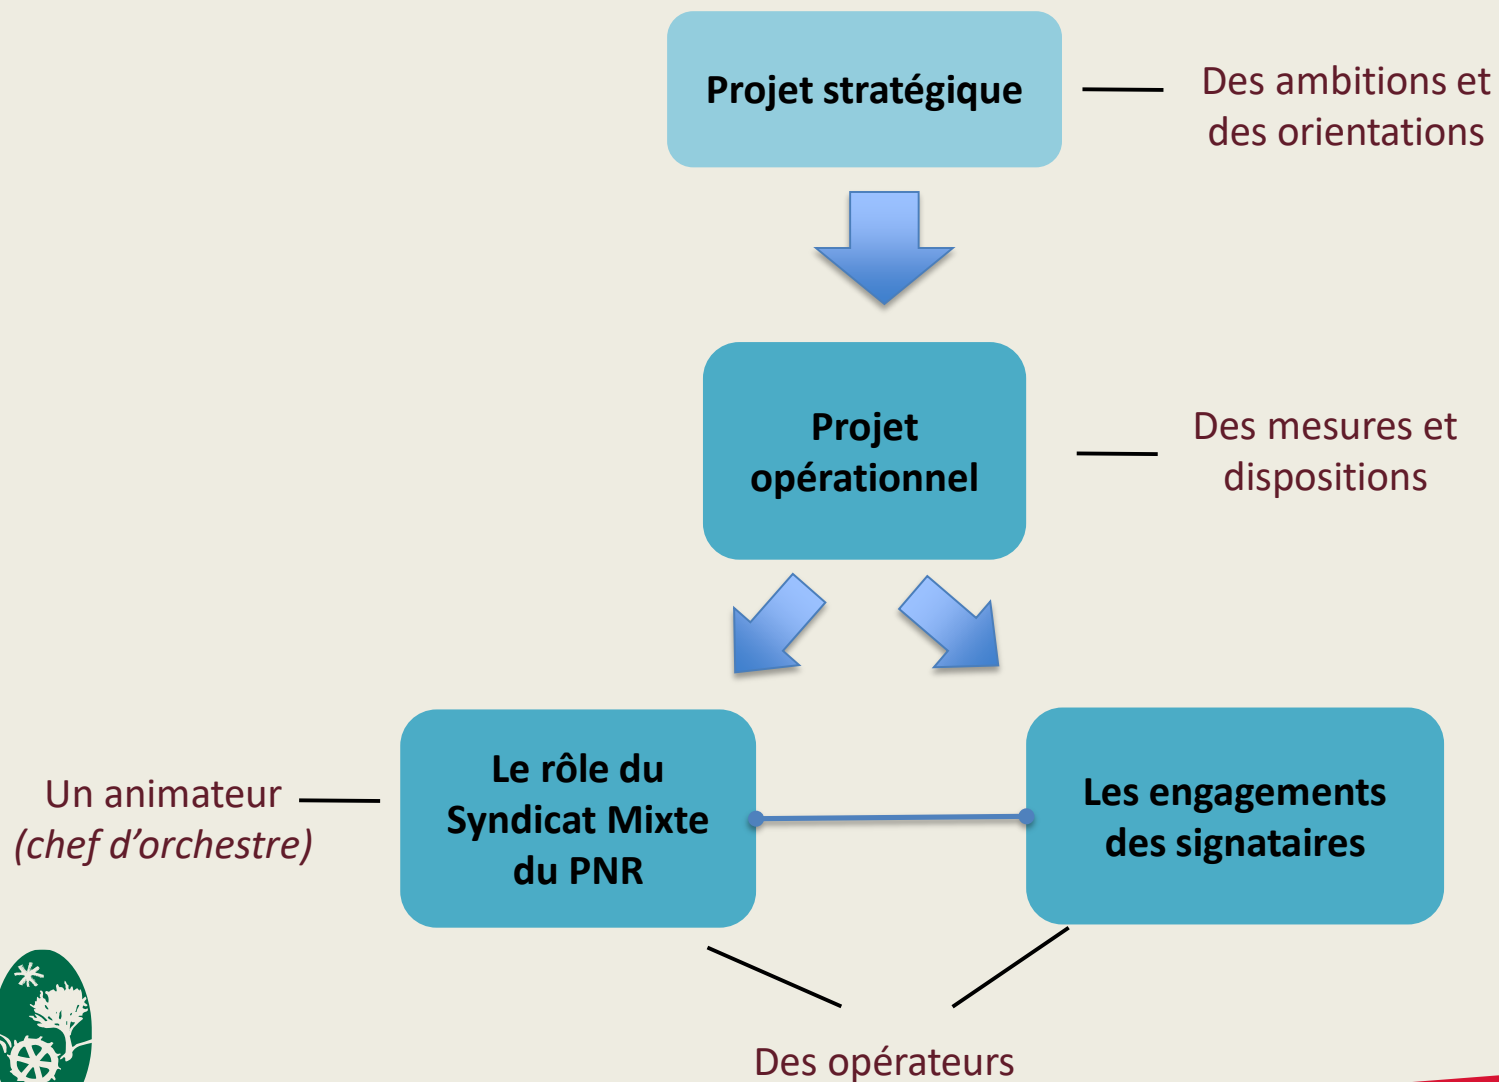 Projet stratégique
Des ambitions et
des orientations
Projet
opérationnel
Des mesures et
dispositions
Un animateur
(chef d’orchestre)
Le rôle du
Syndicat Mixte
du PNR
Les engagements
des signataires
Des opérateurs